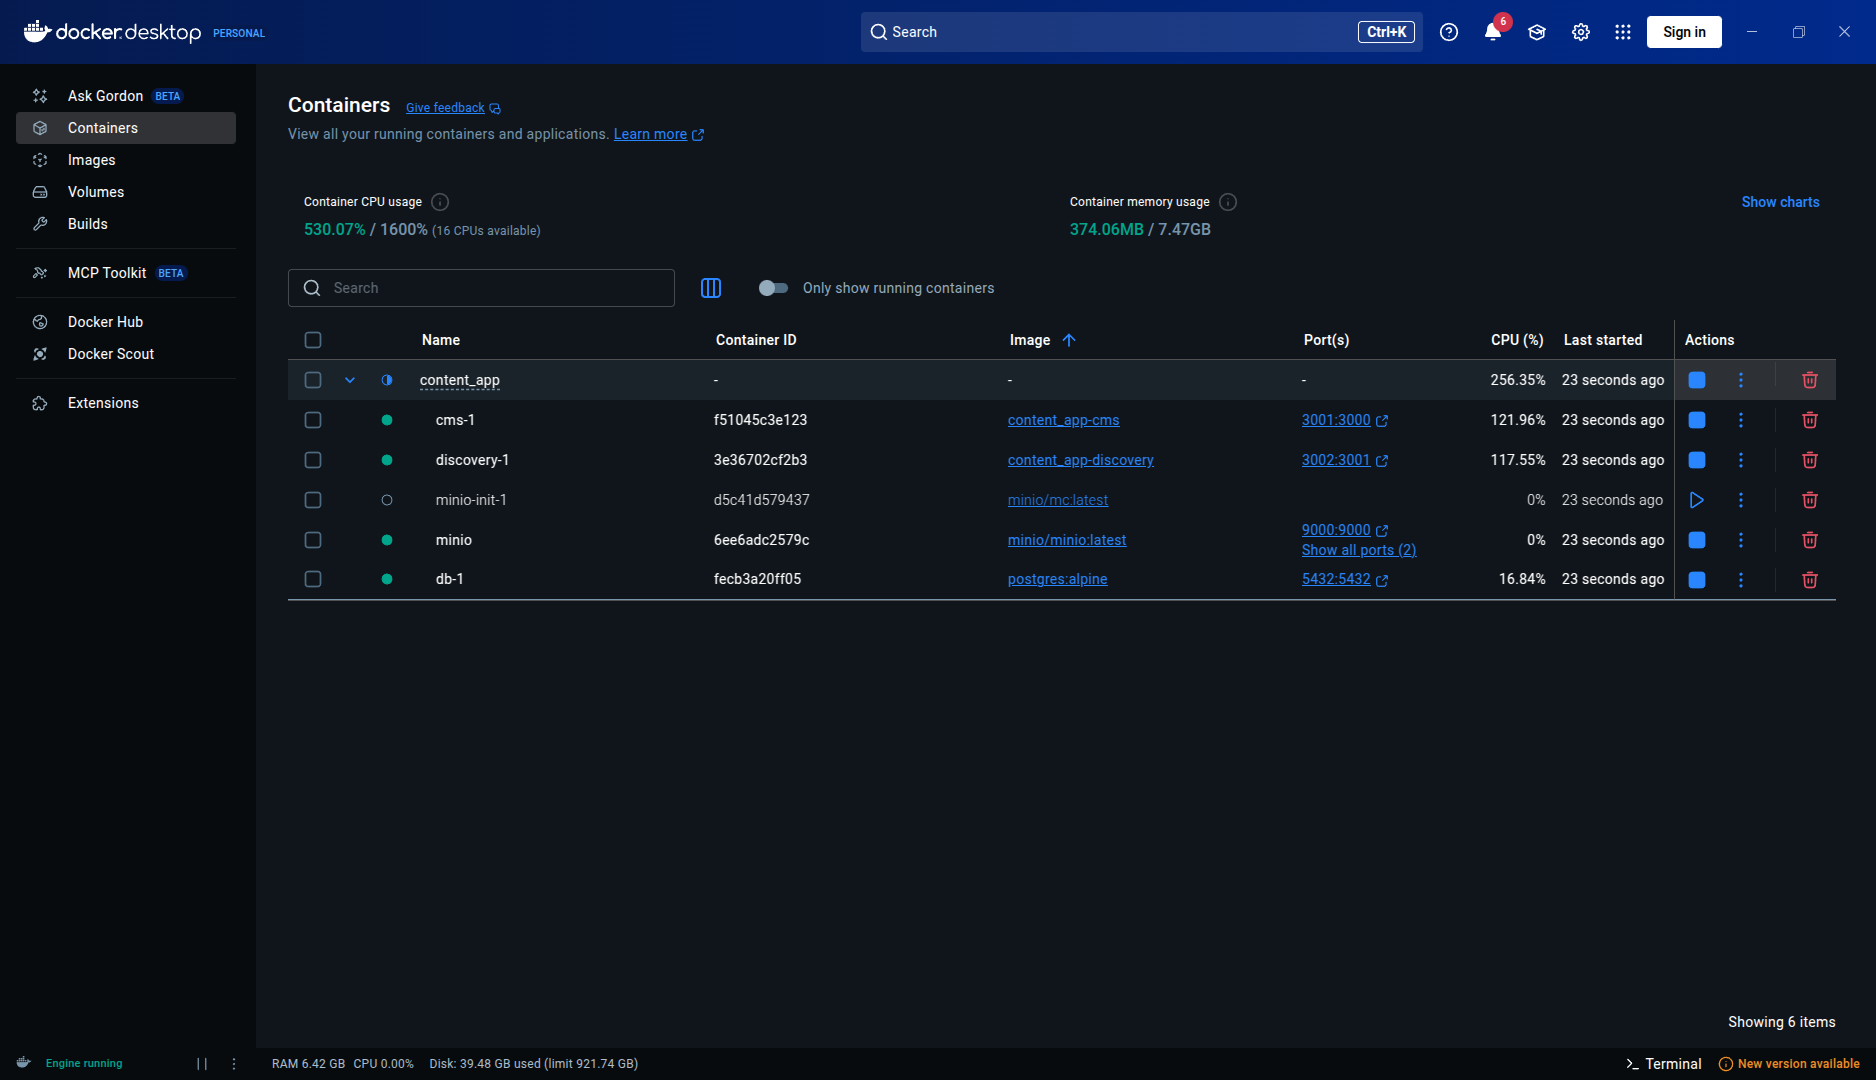 docker.desktop PERSONAL
Search Ctrl+K
6
Sign in
Ask Gordon BETA
Containers
Images
Volumes
Builds
MCP Toolkit BETA
Docker Hub
Docker Scout
Extensions
Containers Give feedback
View all your running containers and applications. Learn more
Container CPU usage
530.07% / 1600% (16 CPUs available)
Container memory usage
374.06MB / 7.47GB
Show charts
Search
Only show running containers
Name Container ID Image Port(s) CPU (%) Last started Actions
content_app - - - 256.35% 23 seconds ago
cms-1 f51045c3e123 content_app-cms 3001:3000 121.96% 23 seconds ago
discovery-1 3e36702cf2b3 content_app-discovery 3002:3001 117.55% 23 seconds ago
minio-init-1 d5c41d579437 minio/mc:latest 0% 23 seconds ago
minio 6ee6adc2579c minio/minio:latest 9000:9000 0% 23 seconds ago
Show all ports (2)
db-1 fecb3a20ff05 postgres:alpine 5432:5432 16.84% 23 seconds ago
Showing 6 items
Engine running
RAM 6.42 GB CPU 0.00% Disk: 39.48 GB used (limit 921.74 GB)
Terminal
New version available